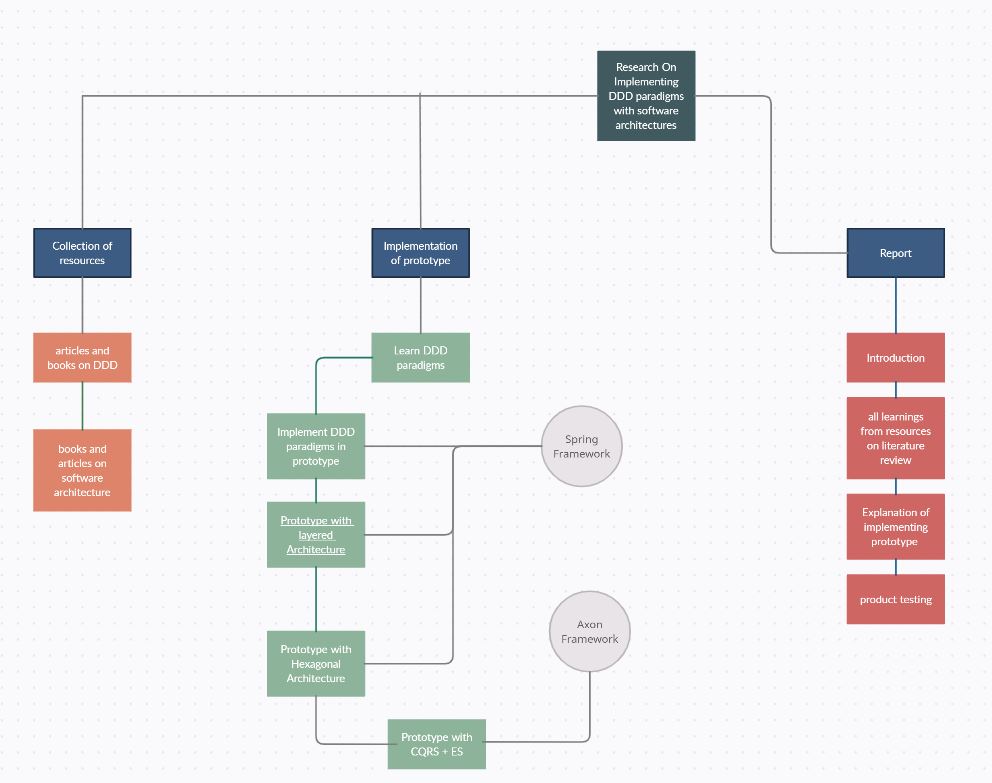 Research On
Implementing
DDD paradigms
with software
architectures
Collection of
resources
Implementation
of prototype
Report
articles and
books on DDD
Learn DDD
paradigms
Introduction
books and
articles on
software
architecture
Implement DDD
paradigms in
prototype
Spring
Framework
all learnings
from resources
on literature
review
Prototype with
layered
Architecture
Explanation of
implementing
prototype
Prototype with
Hexagonal
Architecture
Axon
Framework
product testing
Prototype with
CQRS + ES